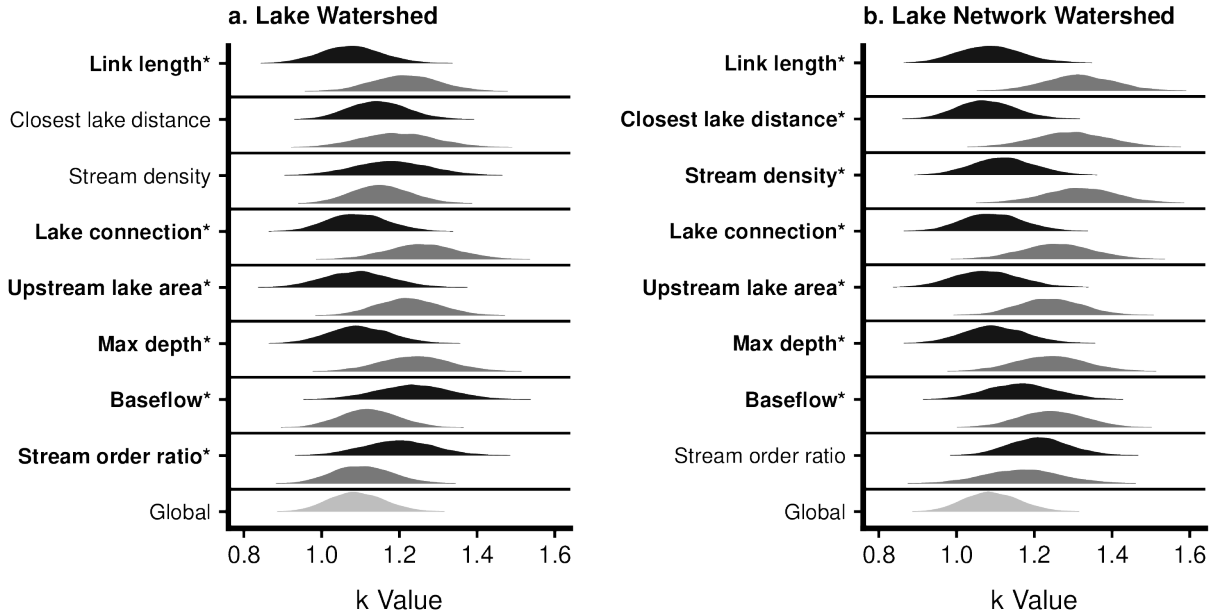 a. Lake Watershed
Link length*
Closest lake distance
Stream density
Lake connection*
Upstream lake area*
Max depth*
Baseflow*
Stream order ratio*
Global
0.8 1.0 1.2 1.4 1.6
k Value
b. Lake Network Watershed
Link length*
Closest lake distance*
Stream density*
Lake connection*
Upstream lake area*
Max depth*
Baseflow*
Stream order ratio
Global
0.8 1.0 1.2 1.4 1.6
k Value